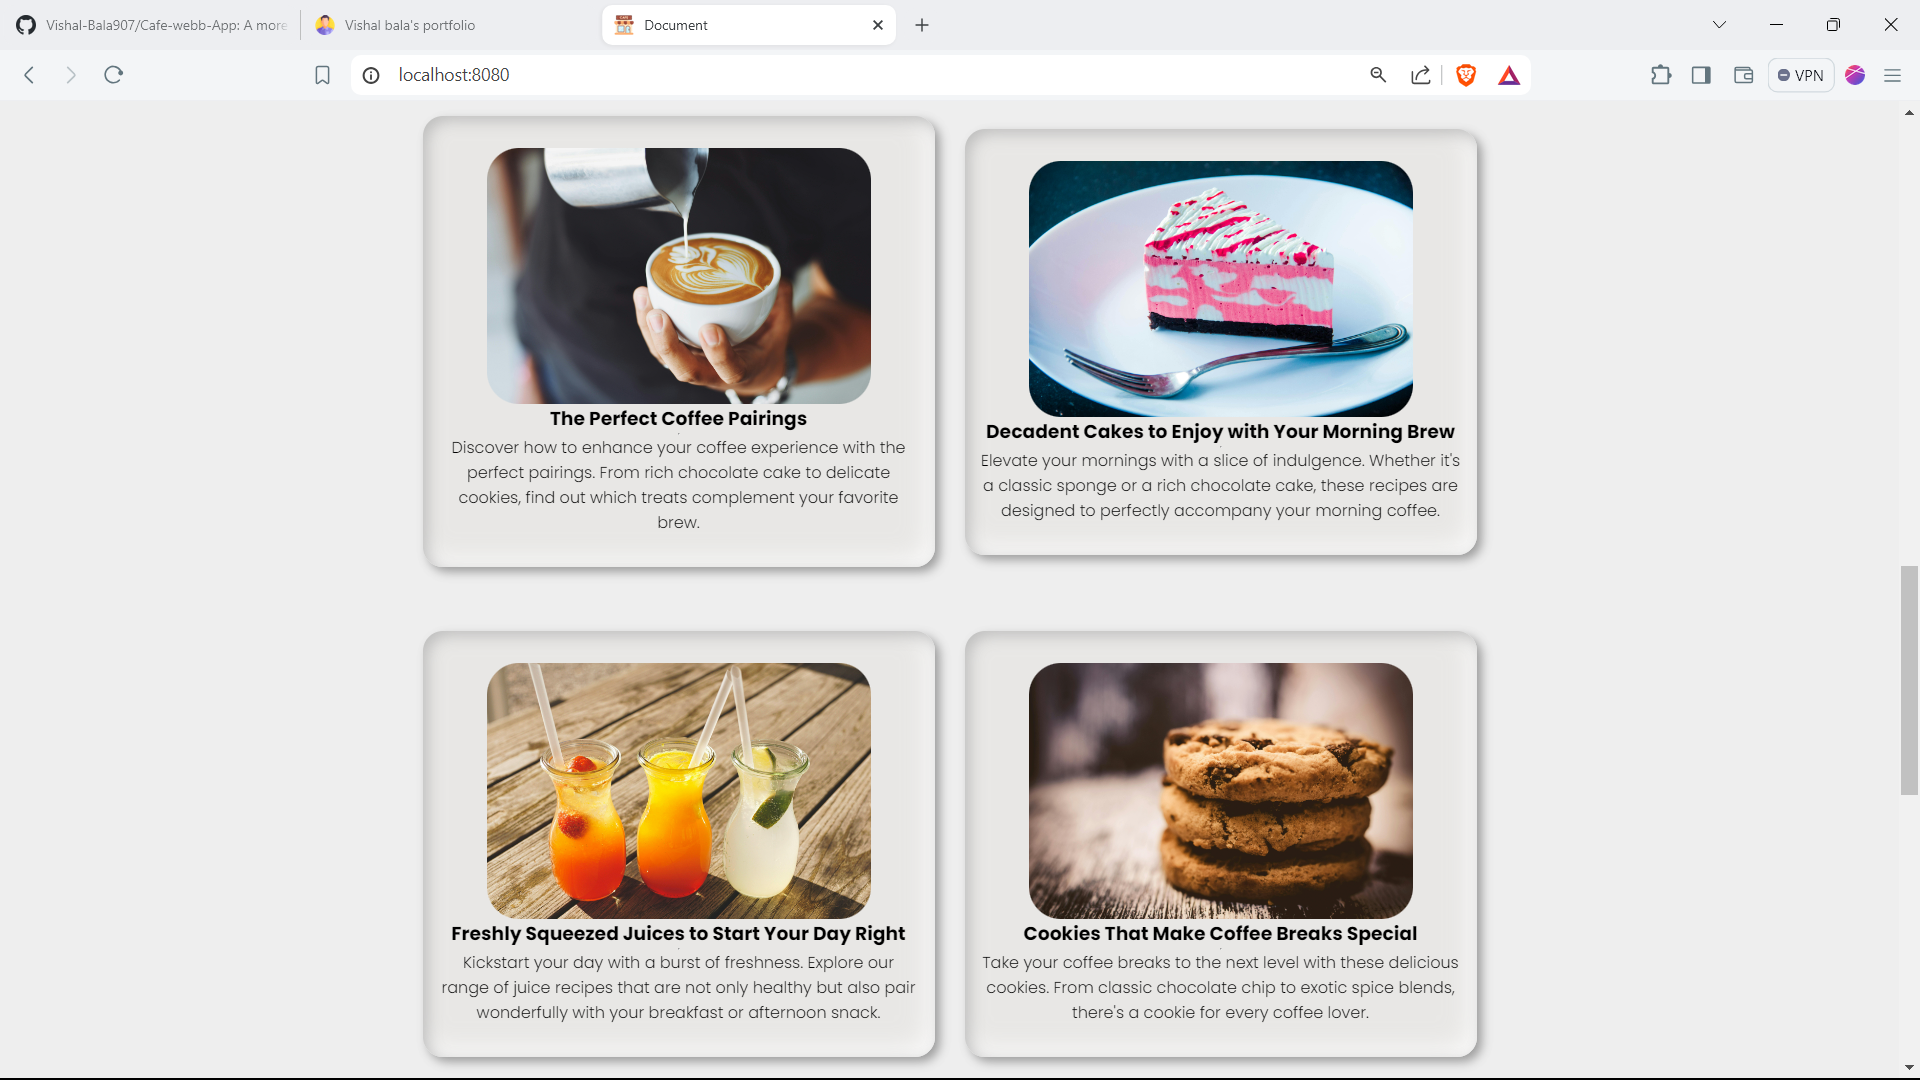 Vishal-Bala907/Cafe-webb-App: A more
Vishal bala's portfolio
Document
localhost:8080
VPN
The Perfect Coffee Pairings
Discover how to enhance your coffee experience with the
perfect pairings. From rich chocolate cake to delicate
cookies, find out which treats complement your favorite
brew.
Decadent Cakes to Enjoy with Your Morning Brew
Elevate your mornings with a slice of indulgence. Whether it's
a classic sponge or a rich chocolate cake, these recipes are
designed to perfectly accompany your morning coffee.
Freshly Squeezed Juices to Start Your Day Right
Kickstart your day with a burst of freshness. Explore our
range of juice recipes that are not only healthy but also pair
wonderfully with your breakfast or afternoon snack.
Cookies That Make Coffee Breaks Special
Take your coffee breaks to the next level with these delicious
cookies. From classic chocolate chip to exotic spice blends,
there's a cookie for every coffee lover.